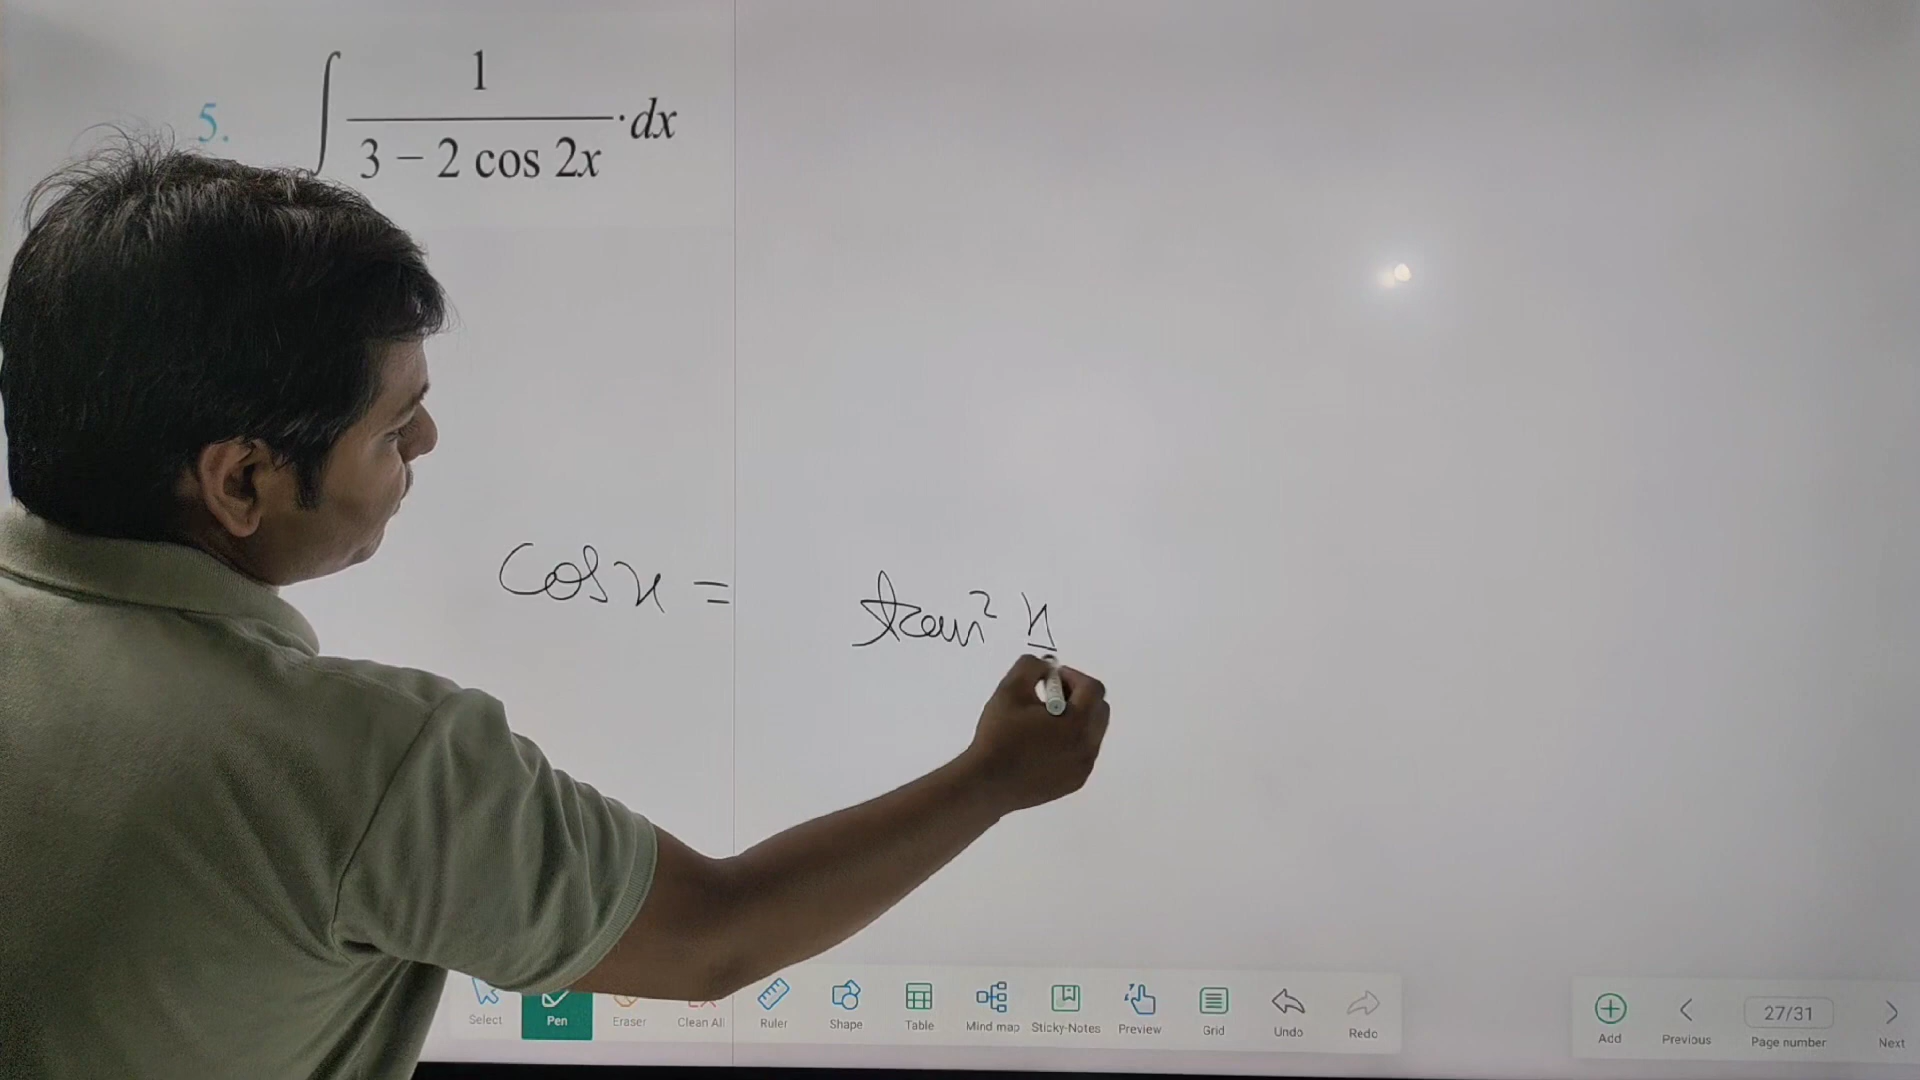 5. ∫ 1 / (3 − 2 cos 2x) · dx
cos x = tan² x
Select Pen Eraser Clean All Ruler Shape Table Mind map Sticky-Notes Preview Grid Undo Redo
27/31
Add Previous Page number Next